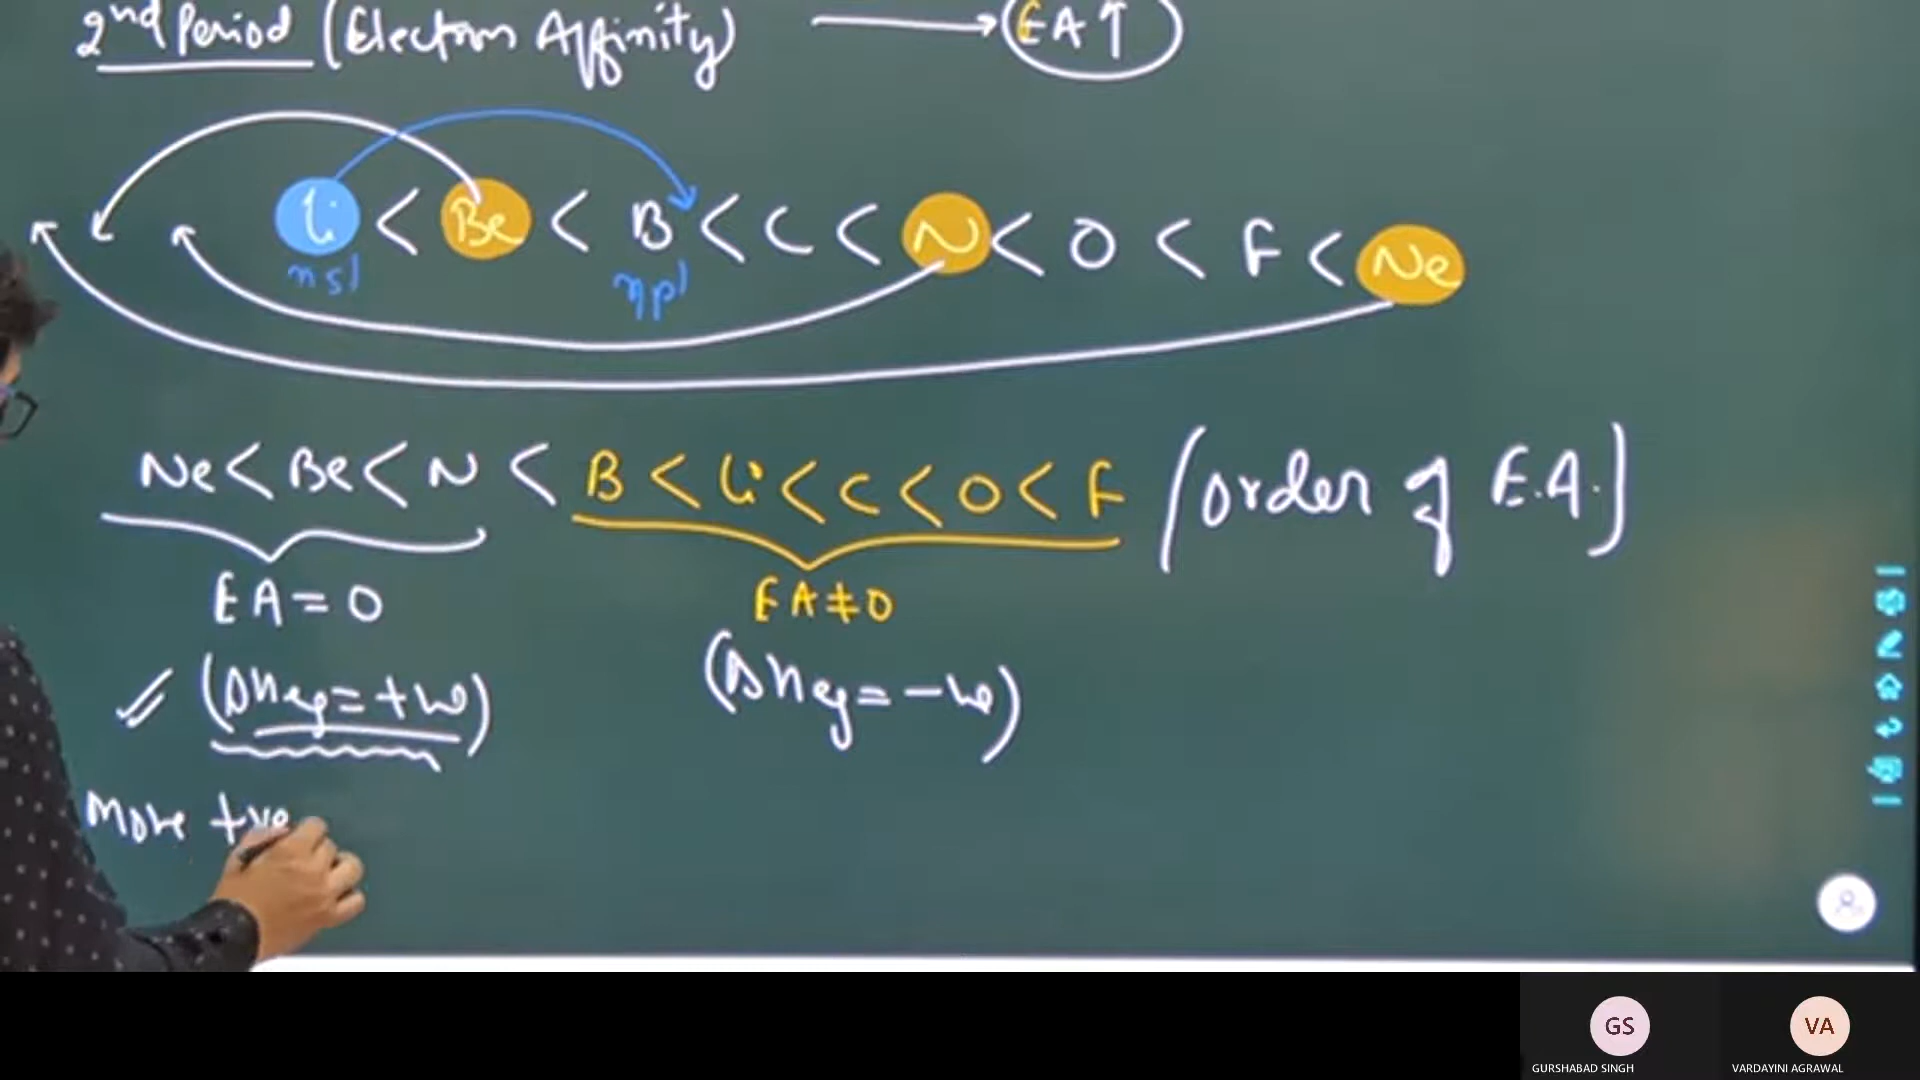 2nd Period (Electron Affinity) → EA↑
Li < Be < B < C < N < O < F < Ne
ns1 np1
Ne < Be < N < B < Li < C < O < F (order of E.A.)
EA = 0 EA ≠ 0
(ΔHeg = +ve) (ΔHeg = -ve)
More +ve
GS VA
GURSHABAD SINGH VARDAYINI AGRAWAL